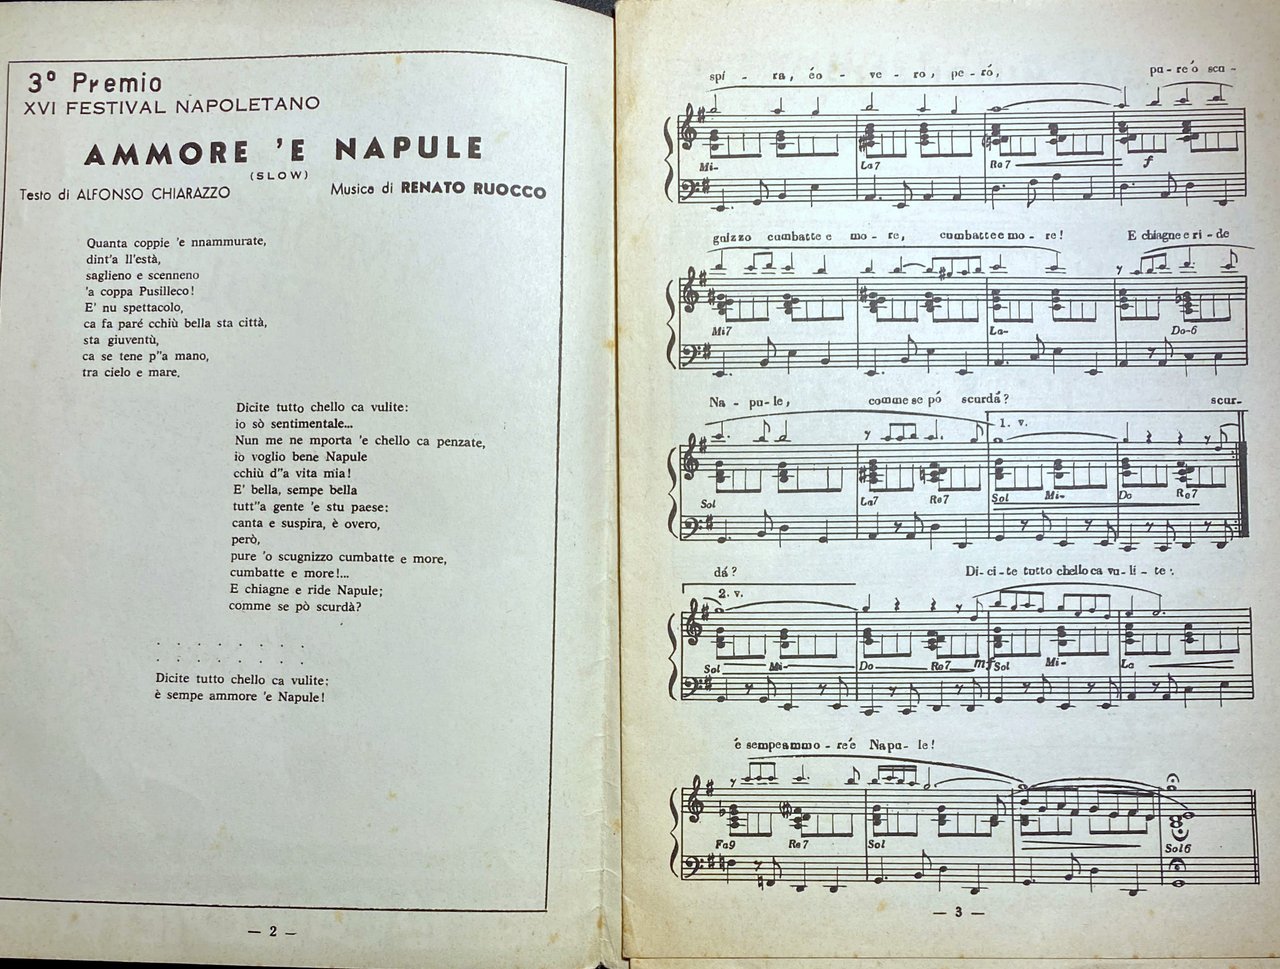 3º Premio
XVI FESTIVAL NAPOLETANO
AMMORE 'E NAPULE
(SLOW)
Testo di ALFONSO CHIARAZZO
Musica di RENATO RUOCCO
Quanta coppie 'e nnammurate,
dint'a ll'està,
saglieno e scenneno
'a coppa Pusilleco!
E' nu spettacolo,
ca fa paré cchiù bella sta città,
sta giuventù,
ca se tene p''a mano,
tra cielo e mare.
Dicite tutto chello ca vulite:
io sò sentimentale...
Nun me ne mporta 'e chello ca penzate,
io voglio bene Napule
cchiù d''a vita mia!
E' bella, sempe bella
tutt''a gente 'e stu paese:
canta e suspira, è overo,
però,
pure 'o scugnizzo cumbatte e more,
cumbatte e more!...
E chiagne e ride Napule;
comme se pò scurdà?
. . . . . . . .
. . . . . . . .
Dicite tutto chello ca vulite:
è sempe ammore 'e Napule!
— 2 —
spi - ra, éo - ve - ro, pe - ró, pu - re ó scu -
Mi- La7 Re7 f
gnizzo cumbatte e mo - re, cumbatte e mo - re! E chiagne e ri - de
Mi7 La- Do-6
Na - pu - le, comme se pó scurdá? scur-
1. v.
Sol La7 Re7 Sol Mi- Do Re7
dá? Di - ci - te tutto chello ca vu - li - te:
2. v.
Sol Mi- Do Re7 mf Sol Mi- La
é sempe ammo - re é Napu - le!
Fa9 Re7 Sol Sol6
— 3 —